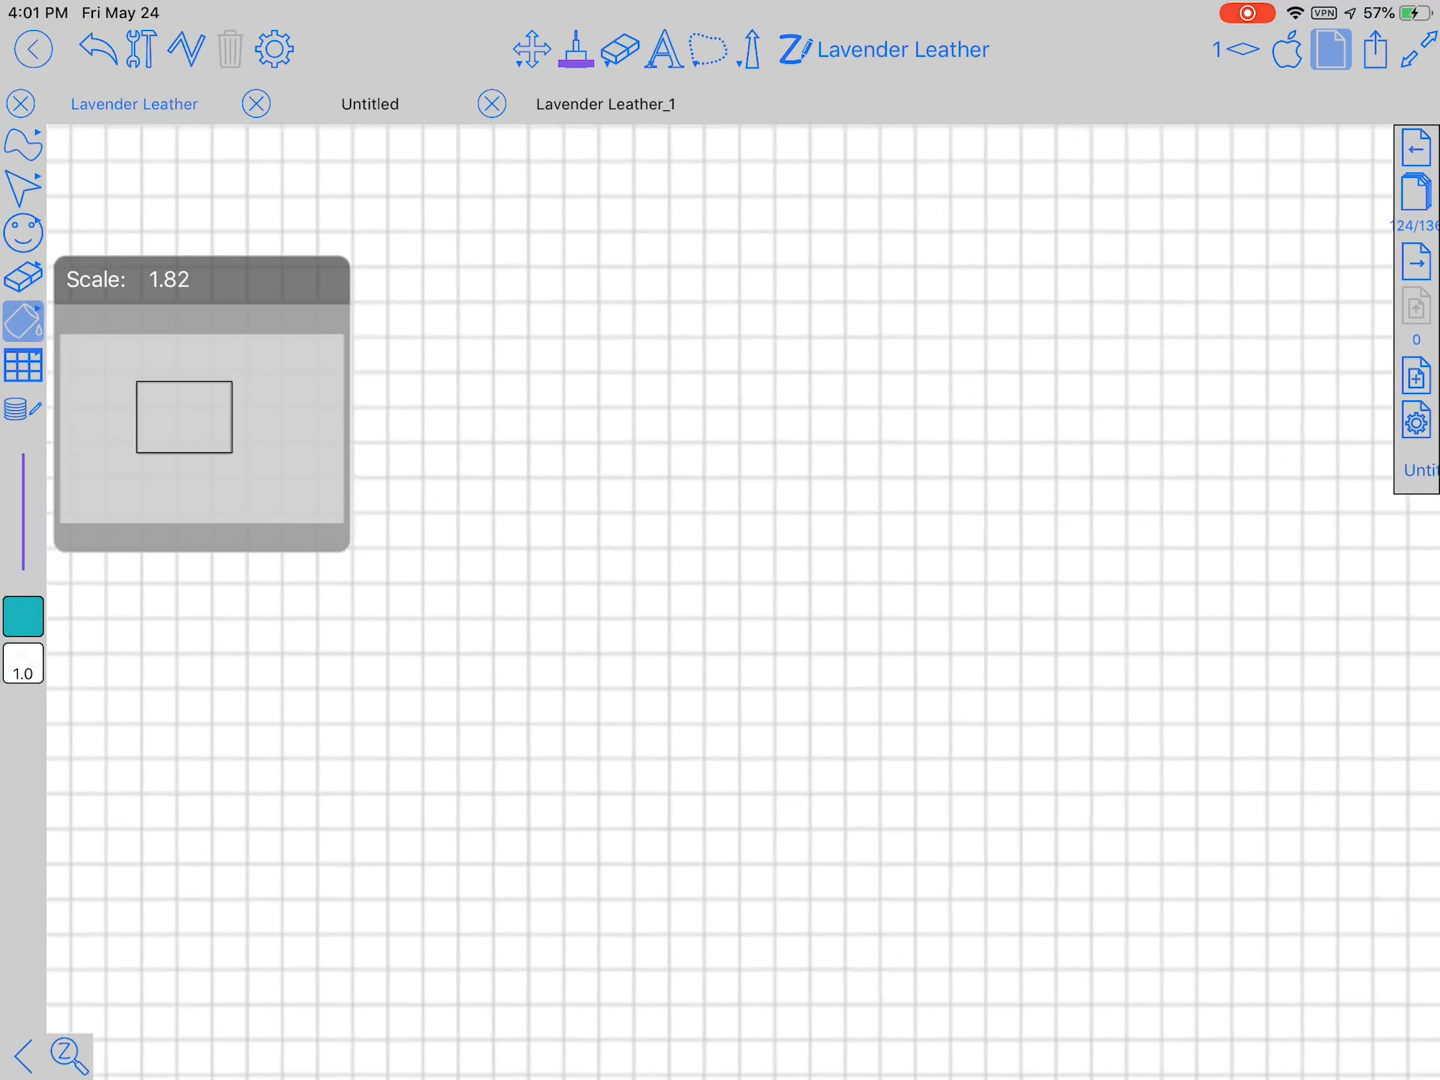 4:01 PM Fri May 24
VPN 57%
Lavender Leather
1
Lavender Leather
Untitled
Lavender Leather_1
Scale: 1.82
124/136
0
Unti
1.0